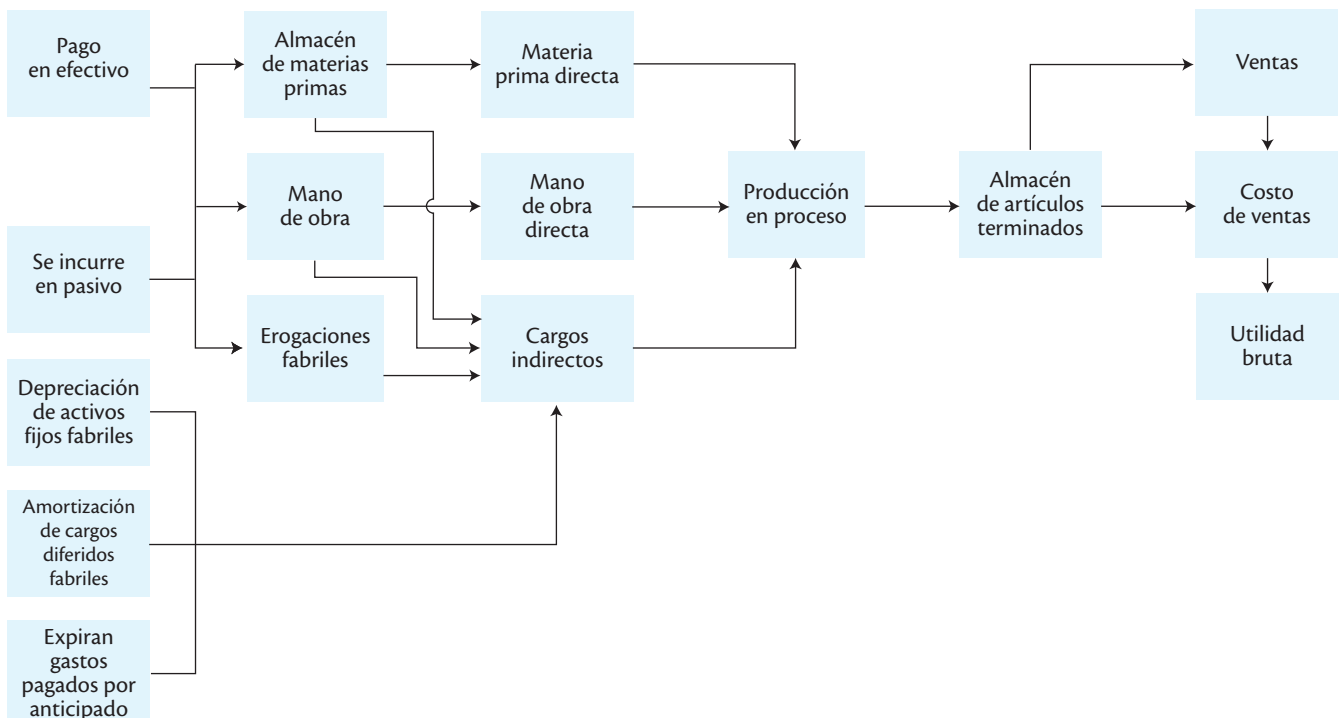 Pago
en efectivo
Almacén
de materias
primas
Materia
prima directa
Ventas
Mano
de obra
Mano
de obra
directa
Producción
en proceso
Almacén
de artículos
terminados
Costo
de ventas
Se incurre
en pasivo
Erogaciones
fabriles
Cargos
indirectos
Utilidad
bruta
Depreciación
de activos
fijos fabriles
Amortización
de cargos
diferidos
fabriles
Expiran
gastos
pagados por
anticipado